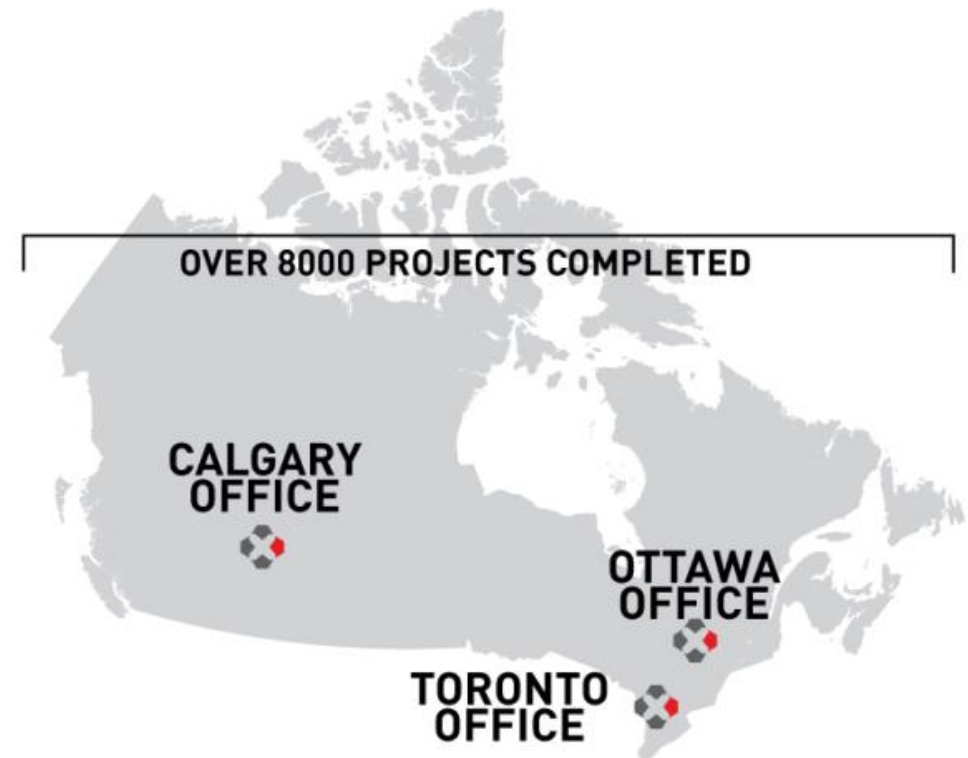 OVER 8000 PROJECTS COMPLETED
CALGARY
OFFICE
OTTAWA
OFFICE
TORONTO
OFFICE